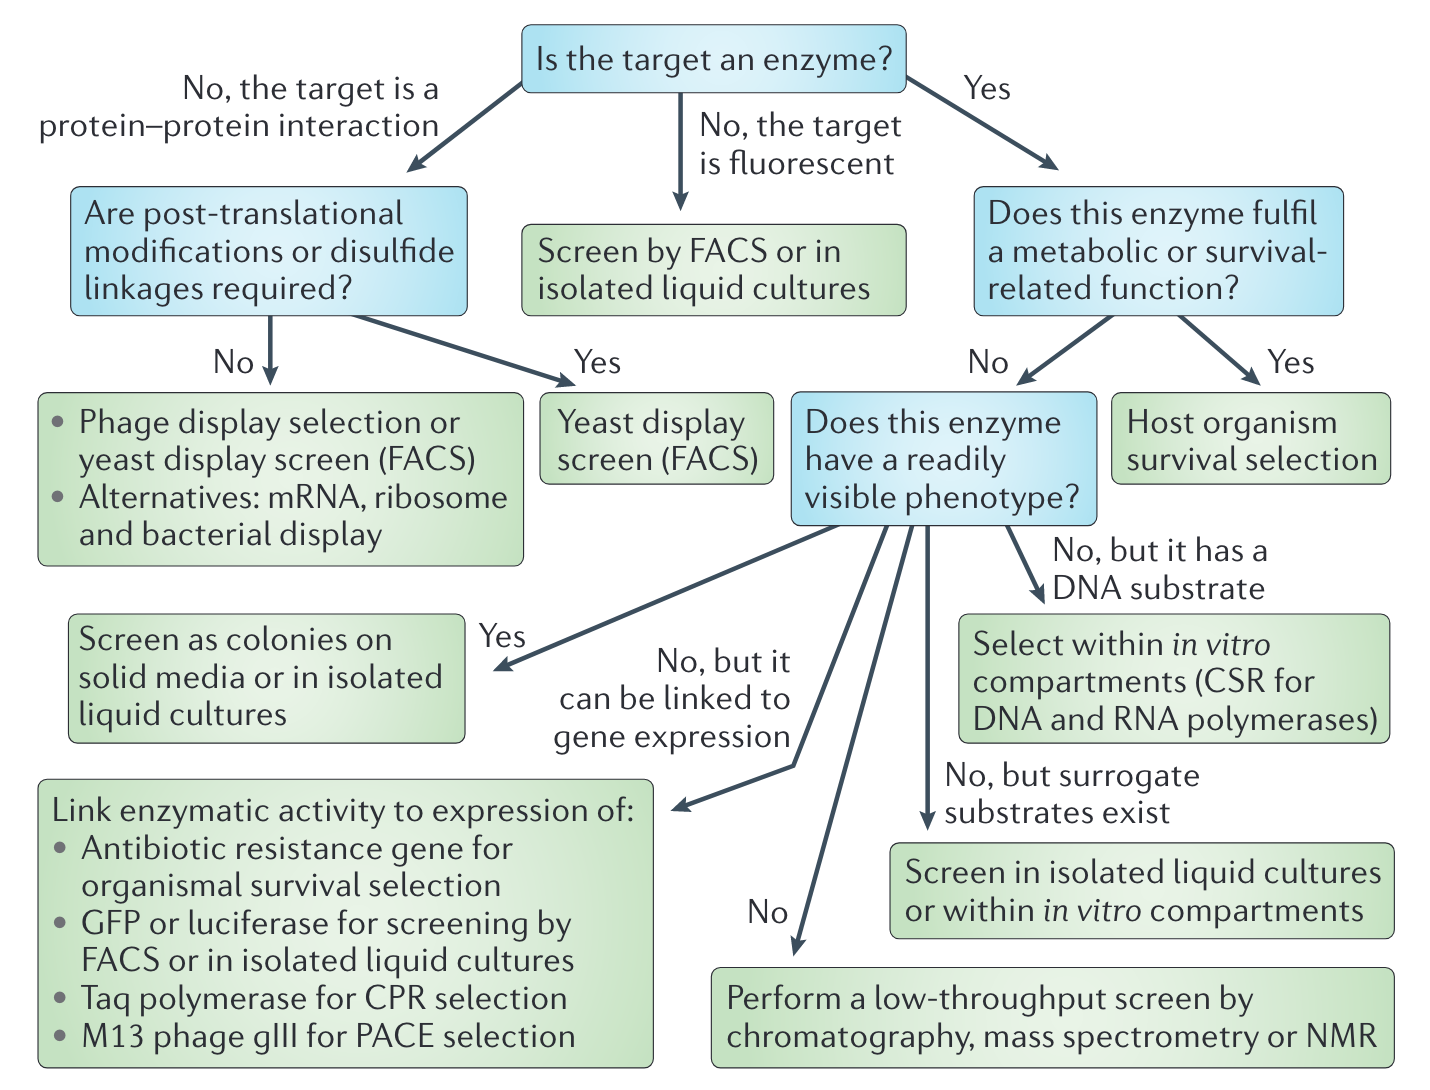 Is the target an enzyme?
No, the target is a
protein–protein interaction
No, the target
is fluorescent
Yes
Are post-translational
modifications or disulfide
linkages required?
Screen by FACS or in
isolated liquid cultures
Does this enzyme fulfil
a metabolic or survival-
related function?
No
Yes
No
Yes
• Phage display selection or
yeast display screen (FACS)
• Alternatives: mRNA, ribosome
and bacterial display
Yeast display
screen (FACS)
Does this enzyme
have a readily
visible phenotype?
Host organism
survival selection
No, but it has a
DNA substrate
Screen as colonies on
solid media or in isolated
liquid cultures
Yes
No, but it
can be linked to
gene expression
Select within in vitro
compartments (CSR for
DNA and RNA polymerases)
No, but surrogate
substrates exist
Link enzymatic activity to expression of:
• Antibiotic resistance gene for
organismal survival selection
• GFP or luciferase for screening by
FACS or in isolated liquid cultures
• Taq polymerase for CPR selection
• M13 phage gIII for PACE selection
Screen in isolated liquid cultures
or within in vitro compartments
No
Perform a low-throughput screen by
chromatography, mass spectrometry or NMR